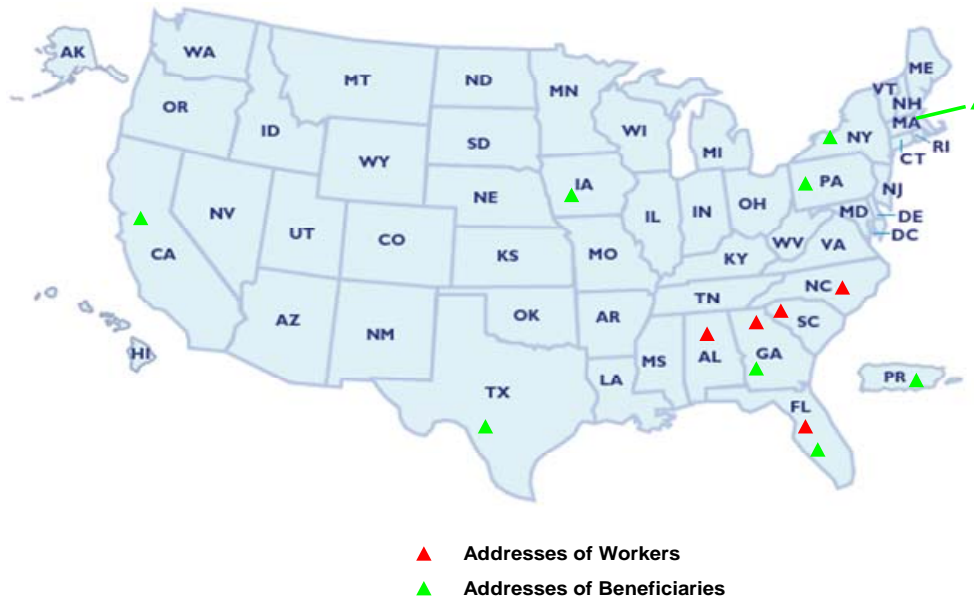 AK
WA
MT
ND
MN
ME
VT
NH
MA
OR
ID
SD
WI
MI
NY
RI
CT
WY
NE
IA
PA
NJ
NV
UT
CO
IL
IN
OH
MD
DE
DC
CA
KS
MO
KY
WV
VA
AZ
NM
OK
AR
TN
NC
SC
HI
TX
LA
MS
AL
GA
PR
FL
Addresses of Workers
Addresses of Beneficiaries